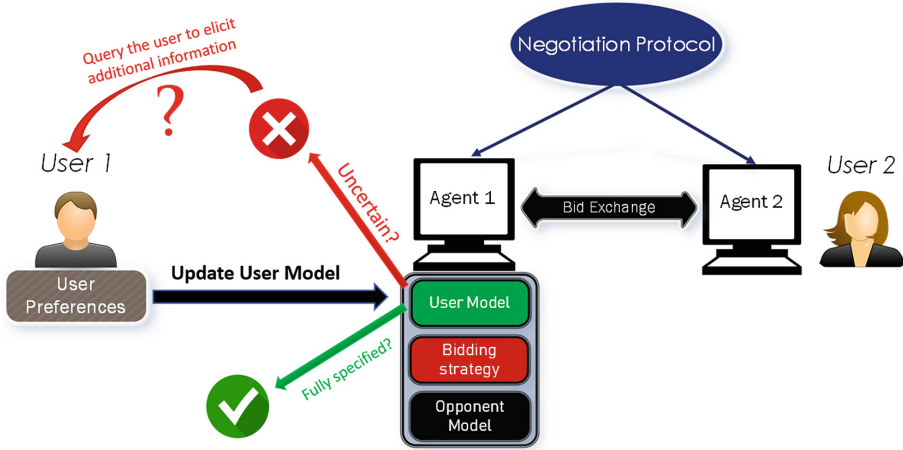 Query the user to elicit
additional information
?
Negotiation Protocol
User 1
Uncertain?
Agent 1
Bid Exchange
Agent 2
User 2
User
Preferences
Update User Model
User Model
Bidding
strategy
Opponent
Model
Fully specified?